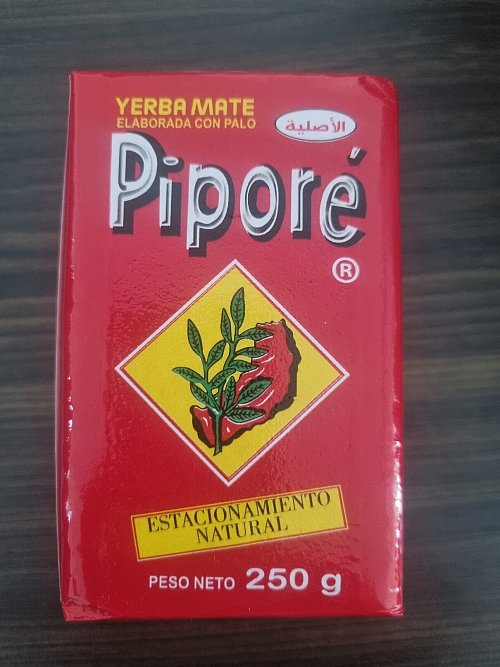 YERBA MATE
ELABORADA CON PALO
الأصلية
Piporé
®
ESTACIONAMIENTO
NATURAL
PESO NETO 250 g